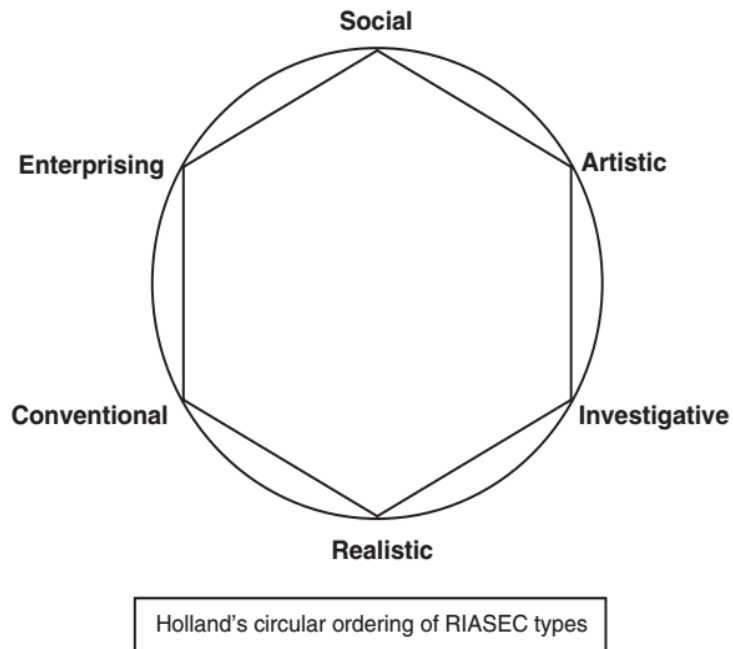 Social
Enterprising
Artistic
Conventional
Investigative
Realistic
Holland's circular ordering of RIASEC types